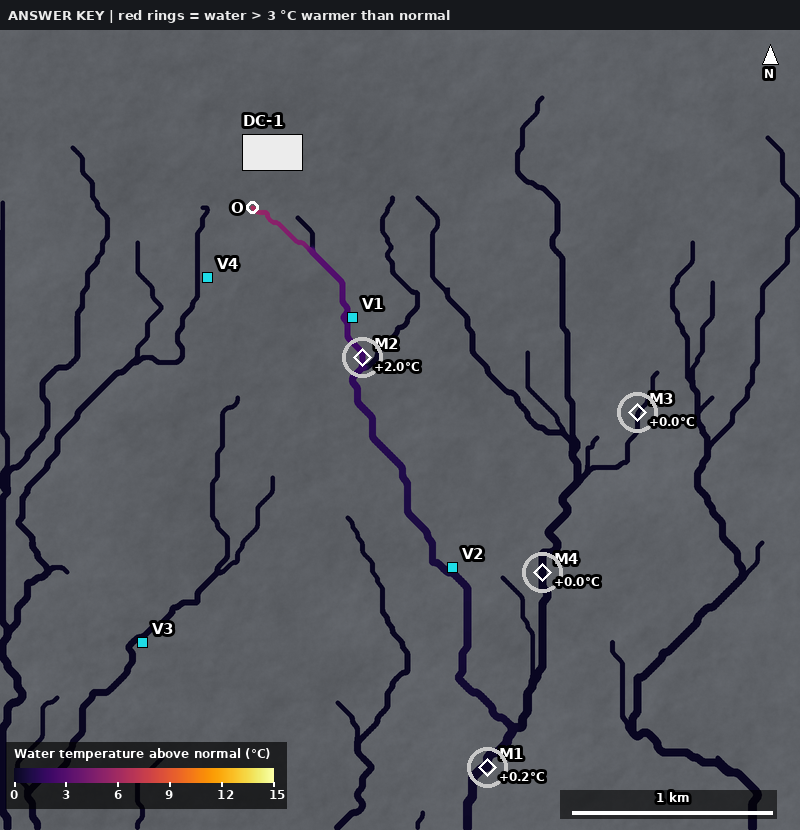 ANSWER KEY | red rings = water > 3 °C warmer than normal
N
DC-1
O
V4
V1
M2
+2.0°C
M3
+0.0°C
V2
M4
+0.0°C
V3
M1
+0.2°C
Water temperature above normal (°C)
0 3 6 9 12 15
1 km